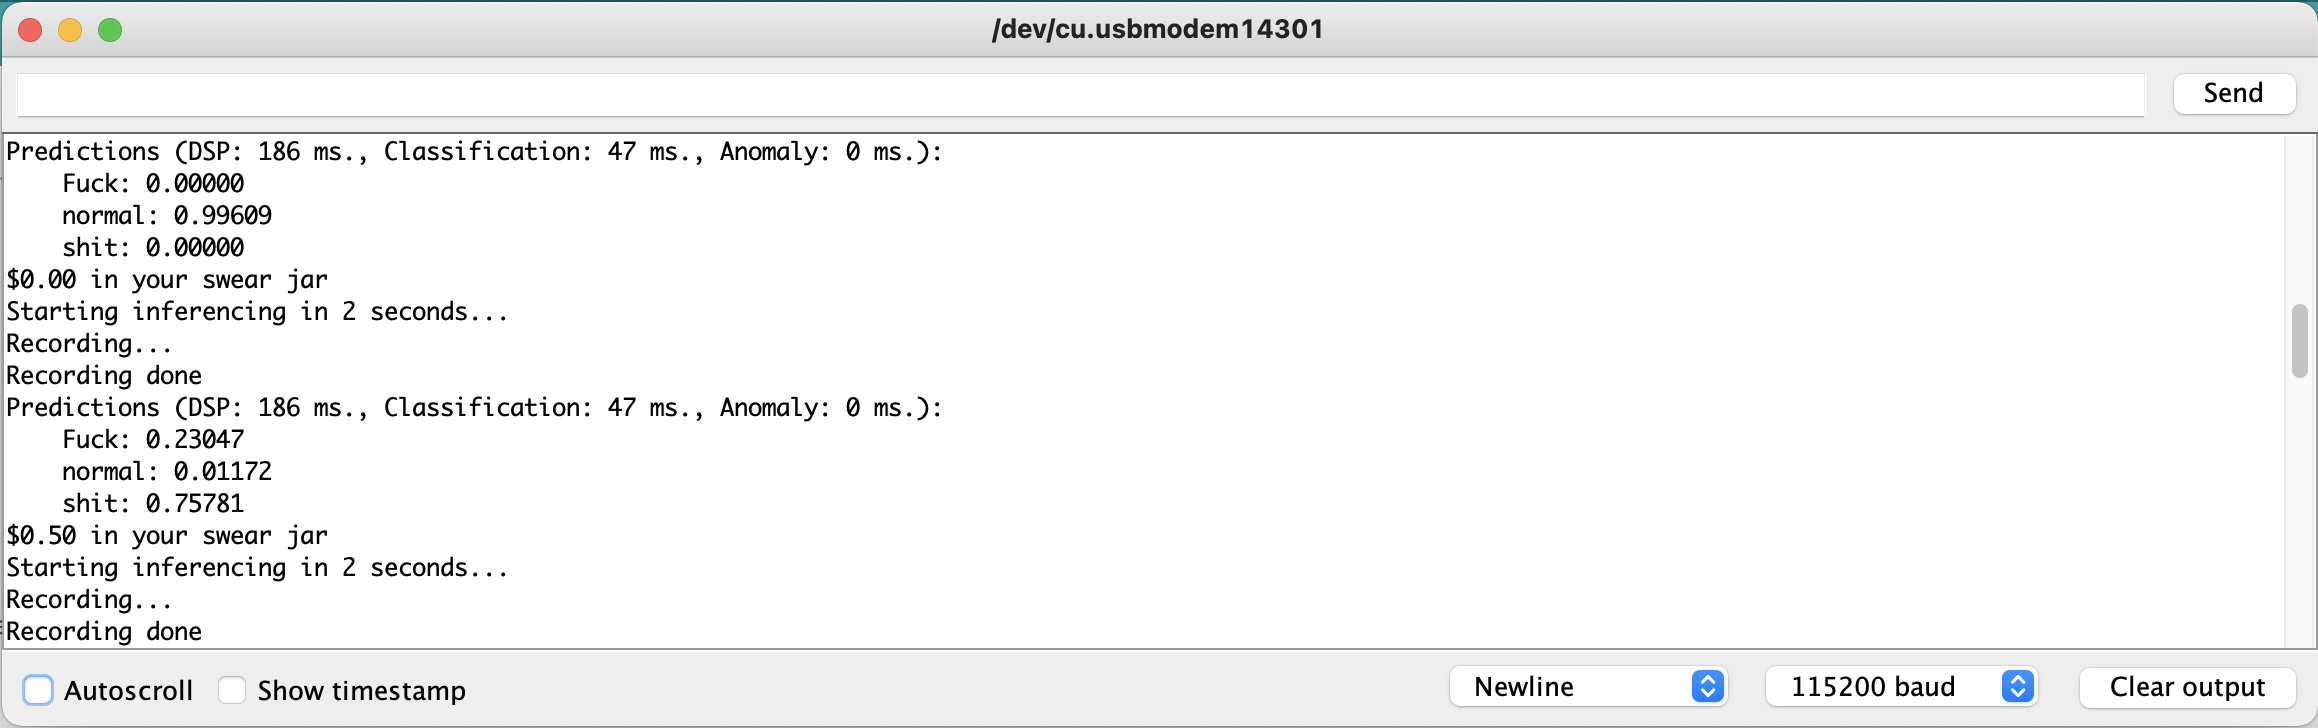 /dev/cu.usbmodem14301
Send
Predictions (DSP: 186 ms., Classification: 47 ms., Anomaly: 0 ms.):
Fuck: 0.00000
normal: 0.99609
shit: 0.00000
$0.00 in your swear jar
Starting inferencing in 2 seconds...
Recording...
Recording done
Predictions (DSP: 186 ms., Classification: 47 ms., Anomaly: 0 ms.):
Fuck: 0.23047
normal: 0.01172
shit: 0.75781
$0.50 in your swear jar
Starting inferencing in 2 seconds...
Recording...
Recording done
Autoscroll Show timestamp Newline 115200 baud Clear output